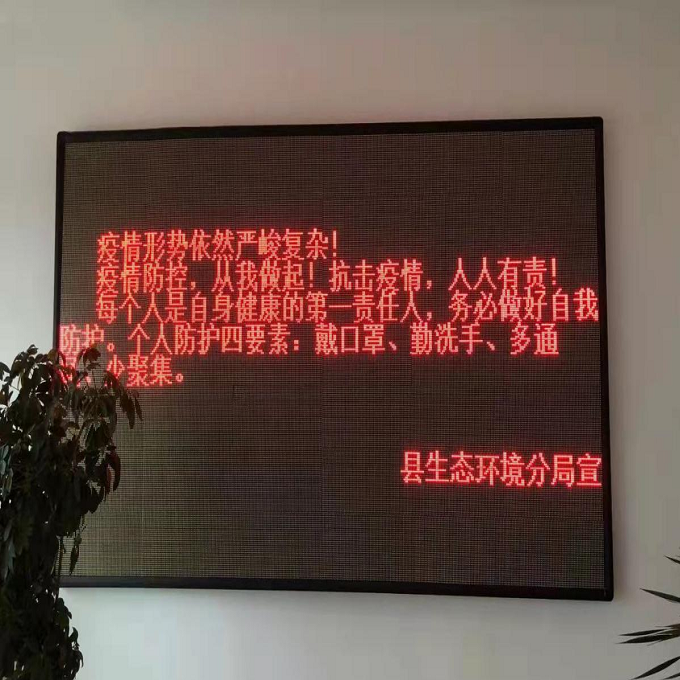 疫情形势依然严峻复杂!
疫情防控，从我做起!抗击疫情，人人有责!
每个人是自身健康的第一责任人，务必做好自我
防护。个人防护四要素：戴口罩、勤洗手、多通
少聚集。
县生态环境分局宣